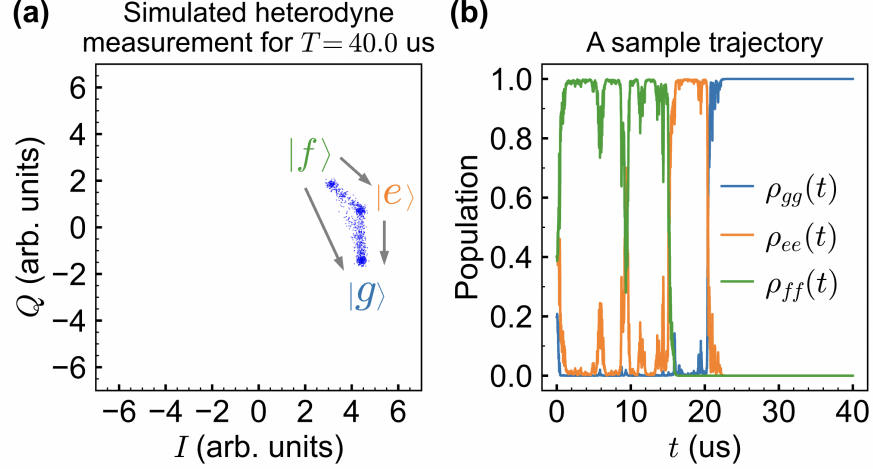 (a)
Simulated heterodyne
measurement for T = 40.0 us
6
4
2
0
−2
−4
−6
Q (arb. units)
|f⟩
|e⟩
|g⟩
−6 −4 −2 0 2 4 6
I (arb. units)
(b)
A sample trajectory
1.0
0.8
0.6
0.4
0.2
0.0
Population
ρgg(t)
ρee(t)
ρff(t)
0 10 20 30 40
t (us)